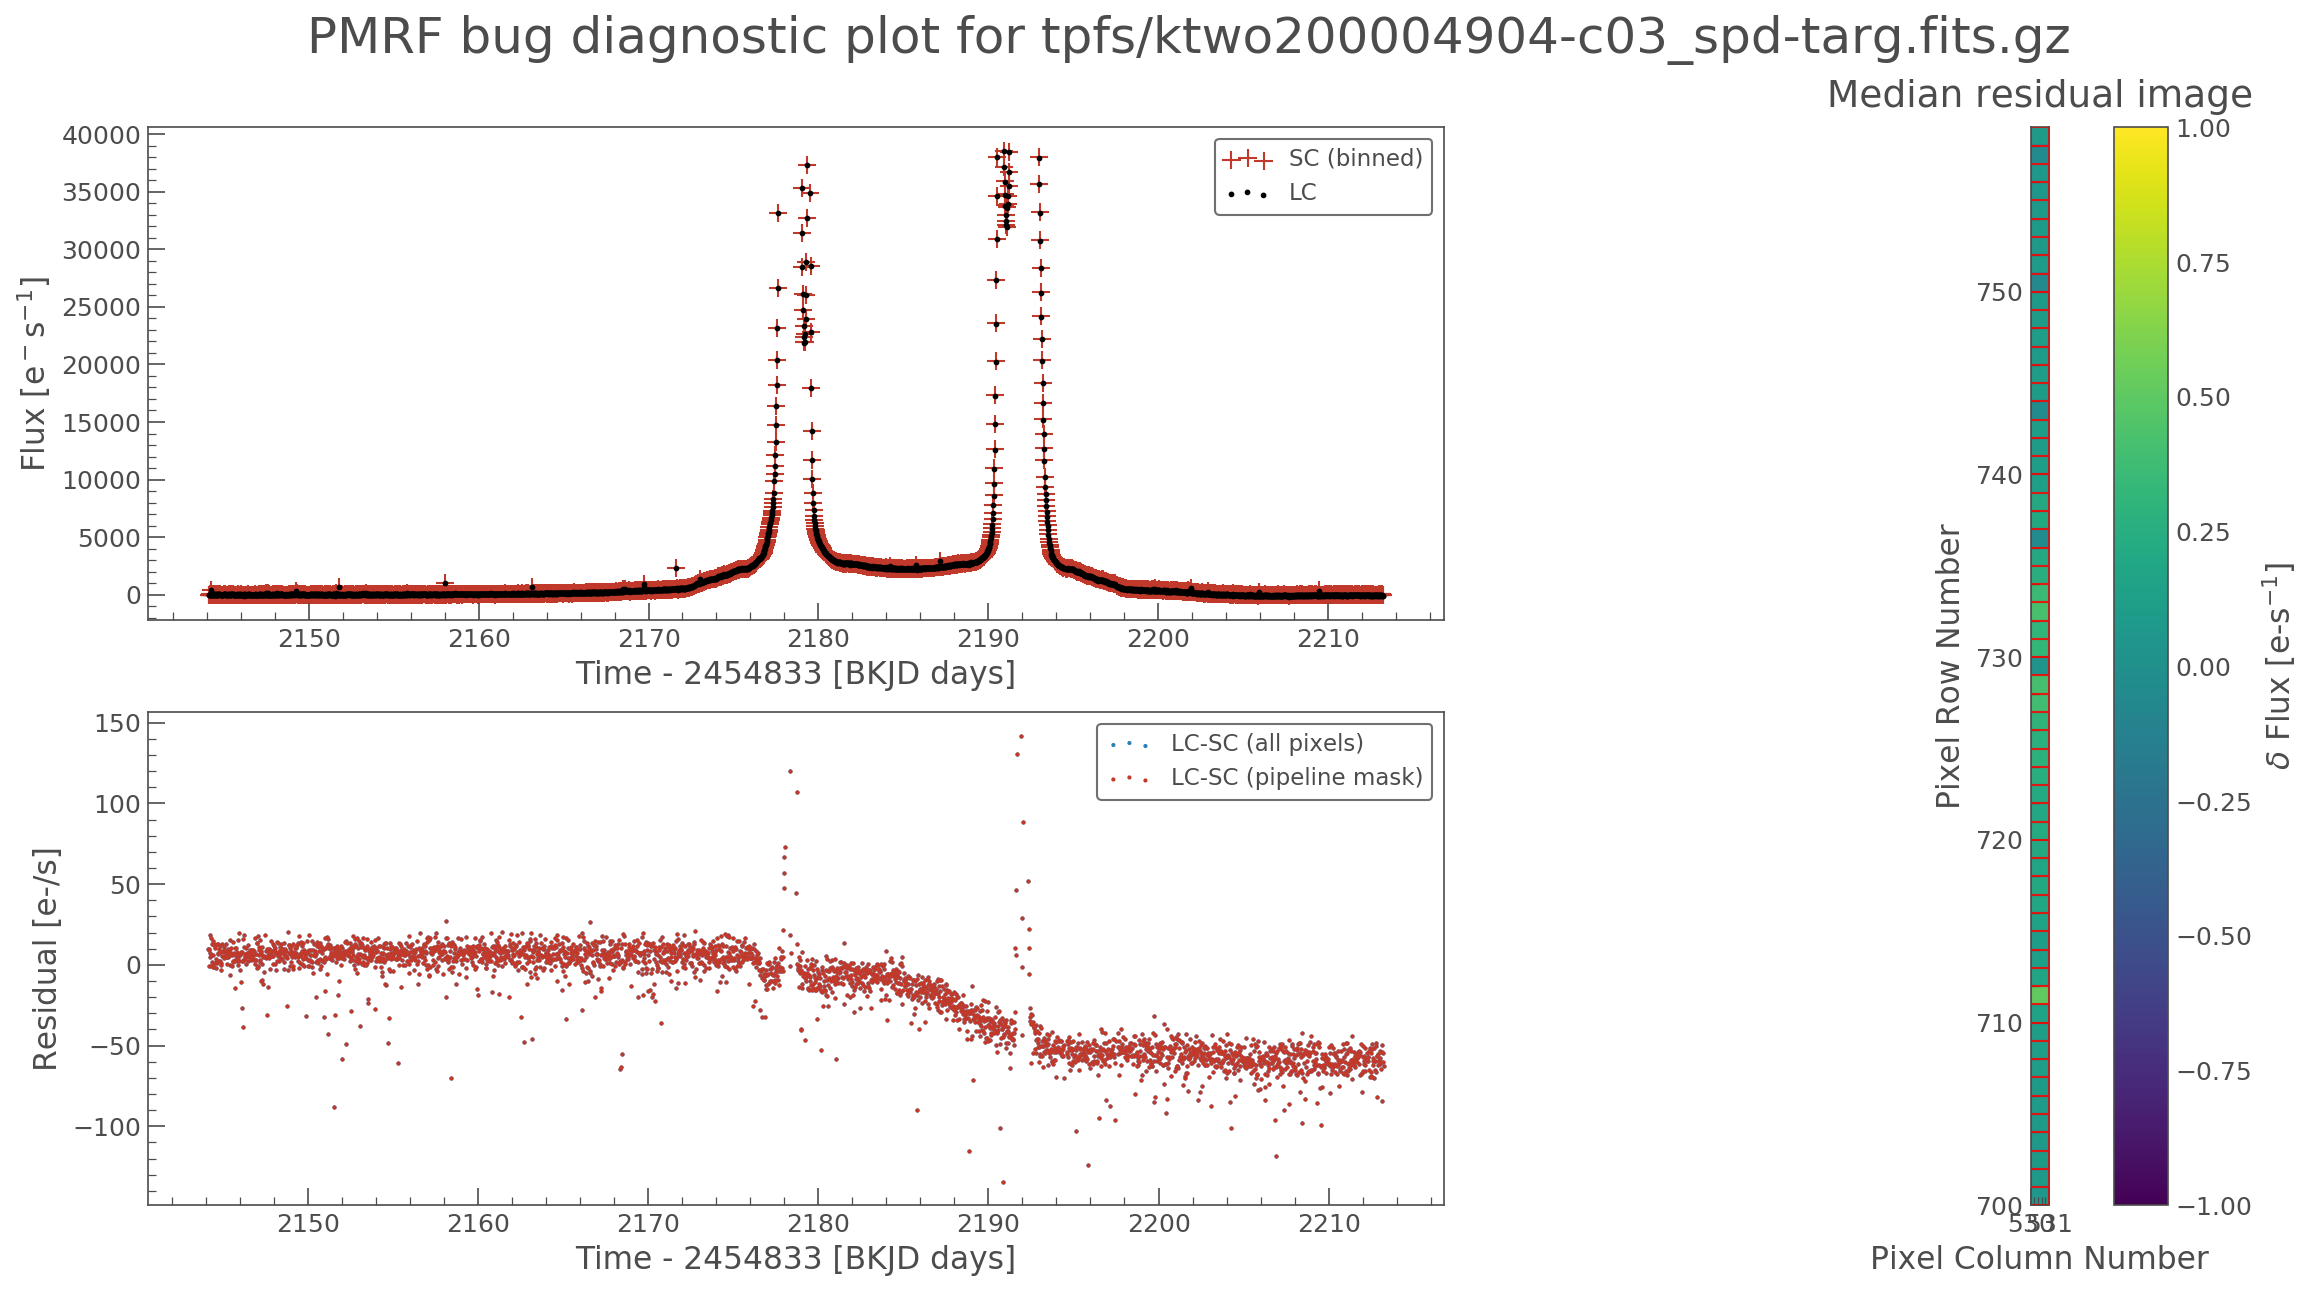 PMRF bug diagnostic plot for tpfs/ktwo200004904-c03_spd-targ.fits.gz
Flux [e⁻ s⁻¹]
40000
35000
30000
25000
20000
15000
10000
5000
0
SC (binned)
LC
2150 2160 2170 2180 2190 2200 2210
Time - 2454833 [BKJD days]
Residual [e-/s]
150
100
50
0
−50
−100
LC-SC (all pixels)
LC-SC (pipeline mask)
2150 2160 2170 2180 2190 2200 2210
Time - 2454833 [BKJD days]
Median residual image
Pixel Row Number
750
740
730
720
710
700
530 531
Pixel Column Number
1.00
0.75
0.50
0.25
0.00
−0.25
−0.50
−0.75
−1.00
δ Flux [e-s⁻¹]